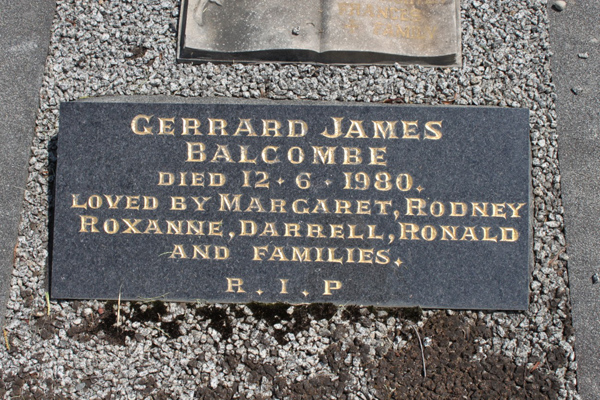 GERRARD JAMES
BALCOMBE
DIED 12 . 6 . 1980.
LOVED BY MARGARET, RODNEY
ROXANNE, DARRELL, RONALD
AND FAMILIES.
R . I . P